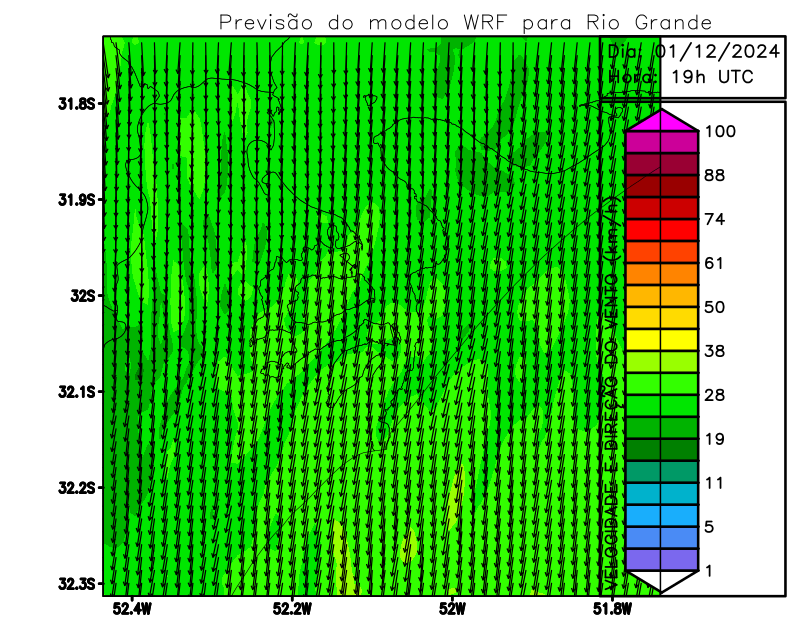 Previsão do modelo WRF para Rio Grande
Dia: 01/12/2024
Hora: 19h UTC
31.8S
31.9S
32S
32.1S
32.2S
32.3S
52.4W
52.2W
52W
51.8W
VELOCIDADE E DIREÇÃO DO VENTO (km/h)
100
88
74
61
50
38
28
19
11
5
1